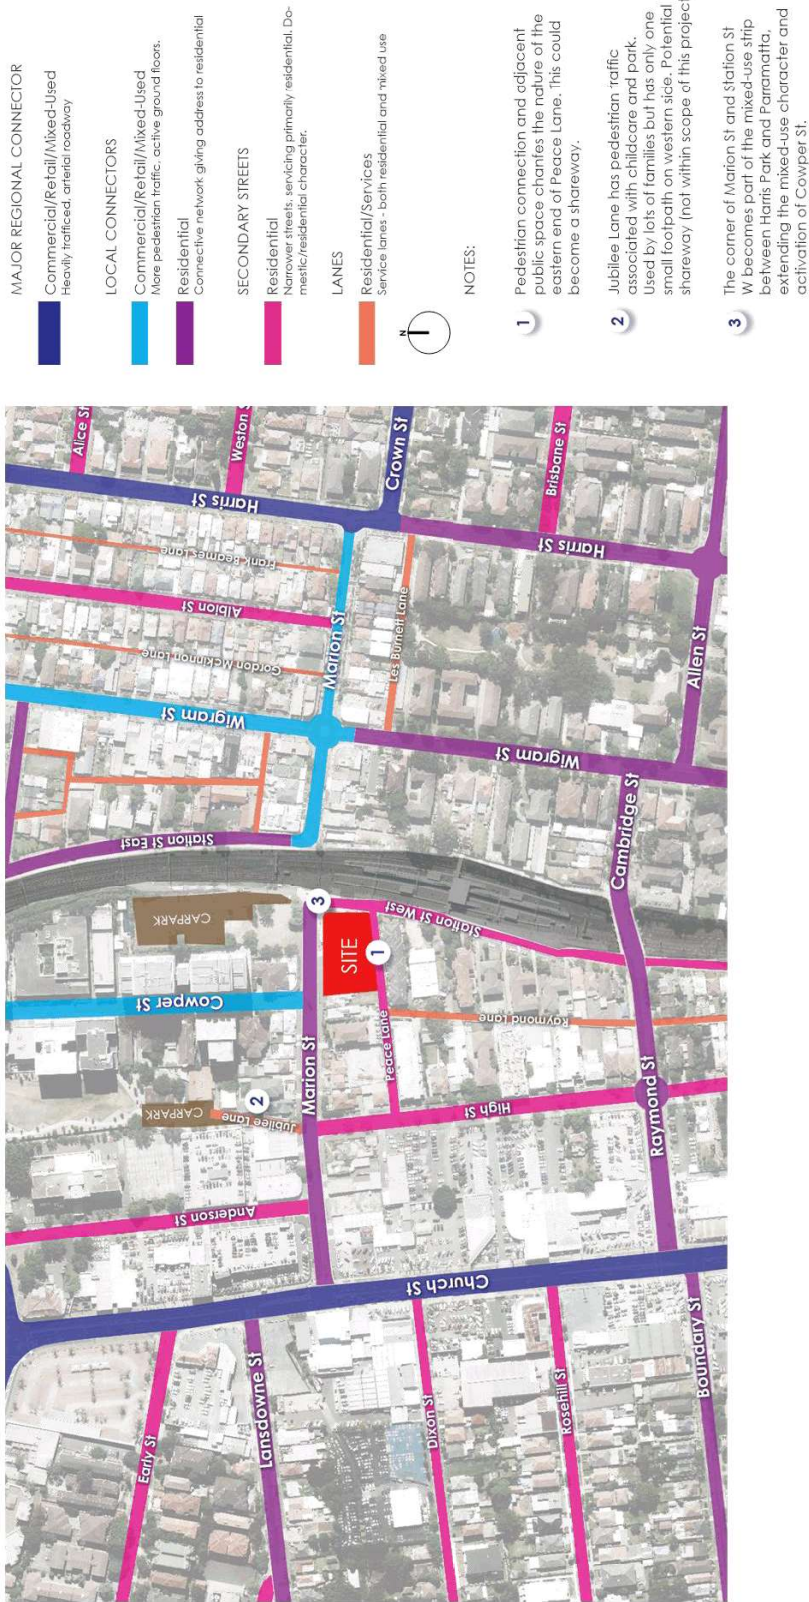 MAJOR REGIONAL CONNECTOR
Commercial/Retail/Mixed-Used
Heavily trafficed, arterial roadway
LOCAL CONNECTORS
Commercial/Retail/Mixed-Used
More pedestrian traffic, active ground floors.
Residential
Connective network giving address to residential
SECONDARY STREETS
Residential
Narrower streets, servicing primarily residential. Do-
mestic/residential character.
LANES
Residential/Services
Service lanes - both residential and mixed use
N
NOTES:
1
Pedestrian connection and adjacent
public space chantes the nature of the
eastern end of Peace Lane. This could
become a shareway.
2
Jubilee Lane has pedestrian traffic
associated with childcare and park.
Used by lots of families but has only one
small footpath on western side. Potential
shareway (not within scope of this project
3
The corner of Marion St and Station St
W becomes part of the mixed-use strip
between Harris Park and Parramatta,
extending the mixed-use character and
activation of Cowper St.
Early St
Lansdowne St
Dixon St
Rosehill St
Boundary St
Church St
Anderson St
CARPARK
Jubilee Lane
2
Marion St
High St
Raymond St
Cowper St
Peace Lane
Raymond Lane
CARPARK
SITE
1
3
Station St West
Cambridge St
Station St East
Wigram St
Wigram St
Gordon McKinnon Lane
Marion St
Albion St
Les Burnett Lane
Allen St
Frank Beames Lane
Harris St
Harris St
Crown St
Alice St
Weston S
Brisbane St